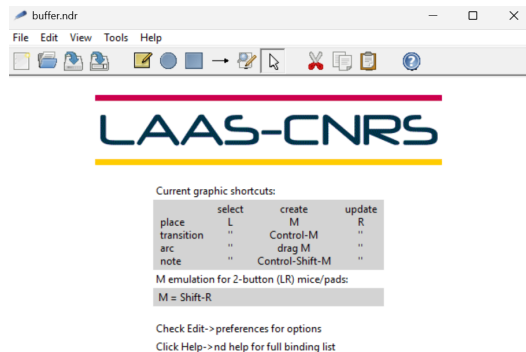 buffer.ndr
File Edit View Tools Help
LAAS-CNRS
Current graphic shortcuts:
select create update
place L M R
transition " Control-M "
arc " drag M "
note " Control-Shift-M "
M emulation for 2-button (LR) mice/pads:
M = Shift-R
Check Edit->preferences for options
Click Help->nd help for full binding list